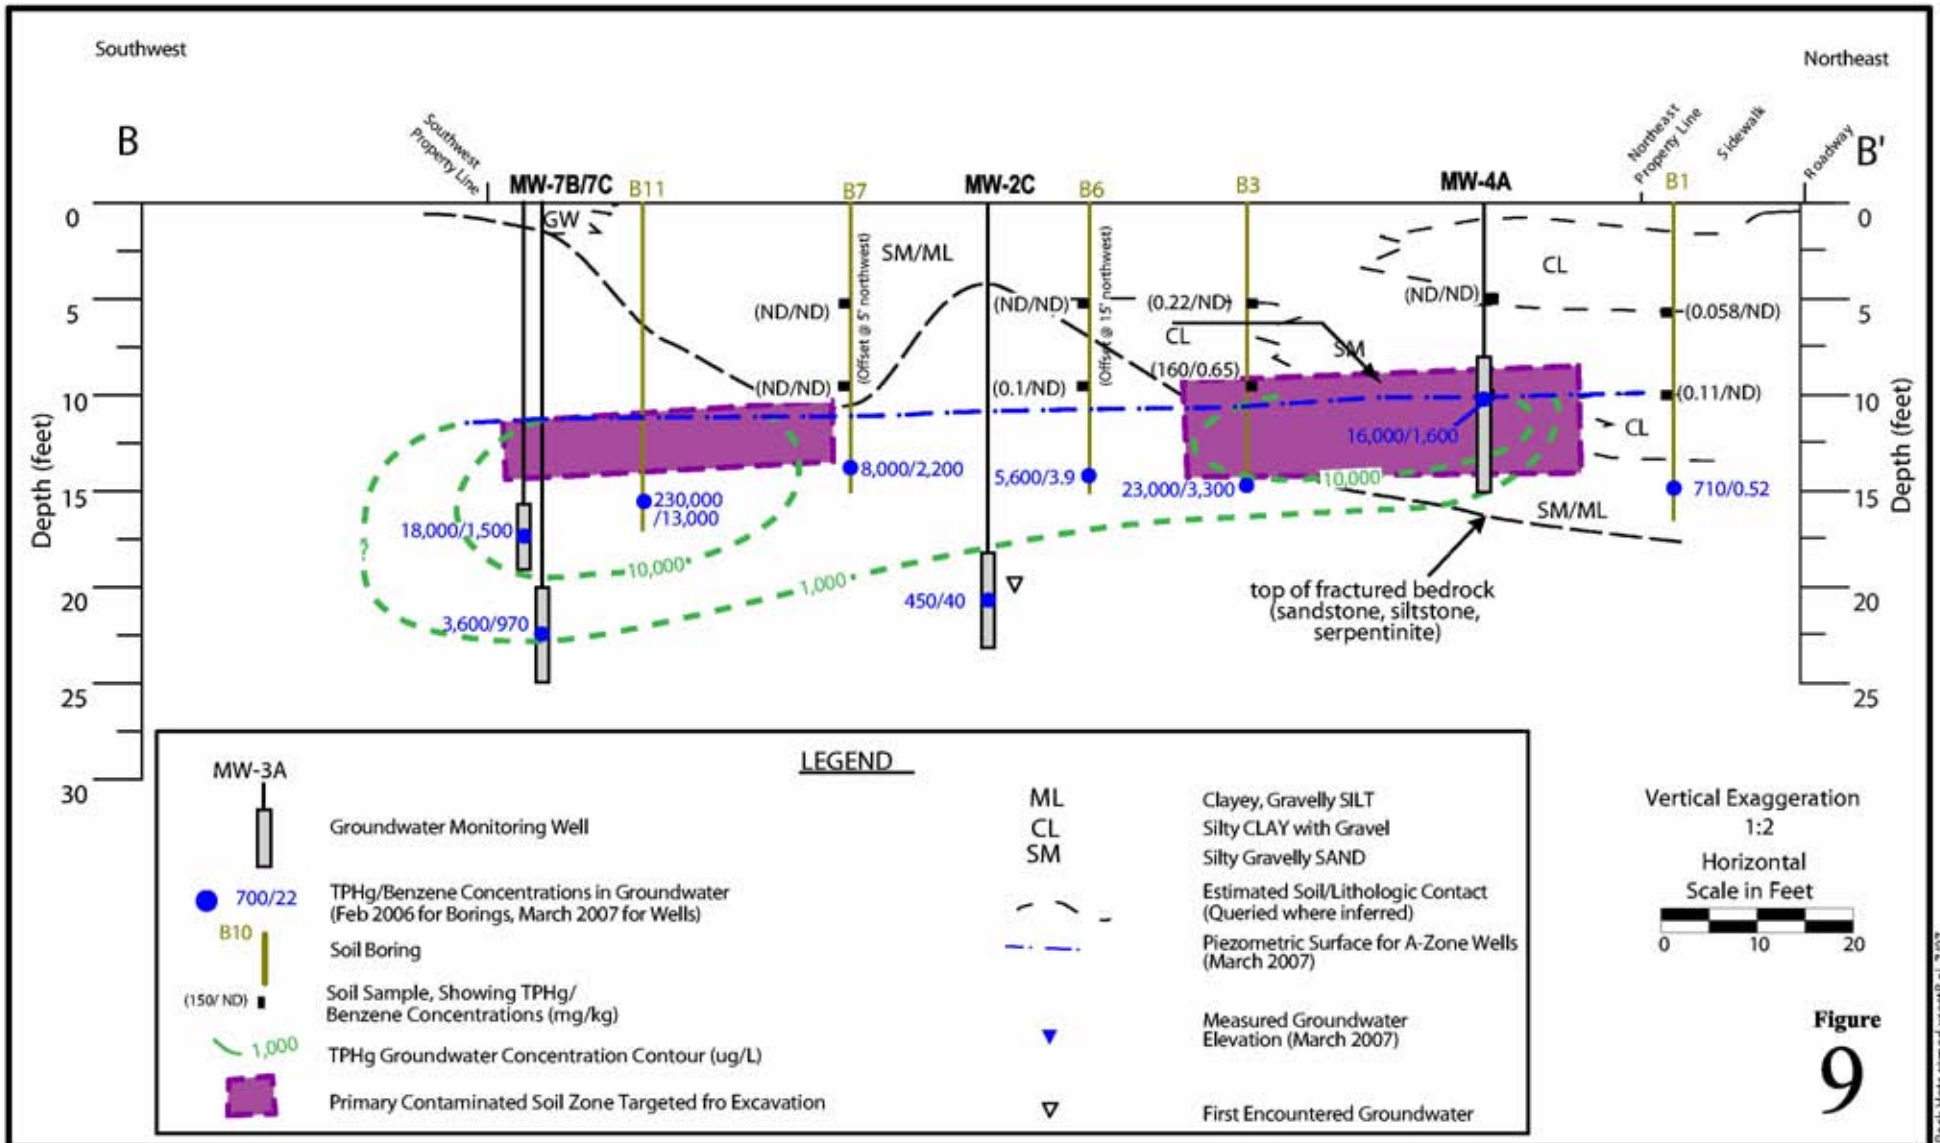 Southwest
Northeast
B
Southwest
Property Line
Northeast
Property Line
Sidewalk
Roadway
B'
MW-7B/7C
B11
B7
MW-2C
B6
B3
MW-4A
B1
0
5
10
15
20
25
30
Depth (feet)
0
5
10
15
20
25
Depth (feet)
GW
SM/ML
(Offset @ 5' northwest)
(Offset @ 15' northwest)
CL
(ND/ND)
(ND/ND)
(0.22/ND)
(ND/ND)
(0.058/ND)
CL
SM
(ND/ND)
(0.1/ND)
(160/0.65)
(0.11/ND)
16,000/1,600
CL
8,000/2,200
5,600/3.9
23,000/3,300
10,000
710/0.52
230,000
/13,000
SM/ML
18,000/1,500
?
10,000
1,000
450/40
3,600/970
top of fractured bedrock
(sandstone, siltstone,
serpentinite)
LEGEND
MW-3A
Groundwater Monitoring Well
700/22
TPHg/Benzene Concentrations in Groundwater
(Feb 2006 for Borings, March 2007 for Wells)
B10
Soil Boring
(150/ ND)
Soil Sample, Showing TPHg/
Benzene Concentrations (mg/kg)
1,000
TPHg Groundwater Concentration Contour (ug/L)
Primary Contaminated Soil Zone Targeted fro Excavation
ML
Clayey, Gravelly SILT
CL
Silty CLAY with Gravel
SM
Silty Gravelly SAND
Estimated Soil/Lithologic Contact
(Queried where inferred)
Piezometric Surface for A-Zone Wells
(March 2007)
Measured Groundwater
Elevation (March 2007)
First Encountered Groundwater
Vertical Exaggeration
1:2
Horizontal
Scale in Feet
0
10
20
Figure
9